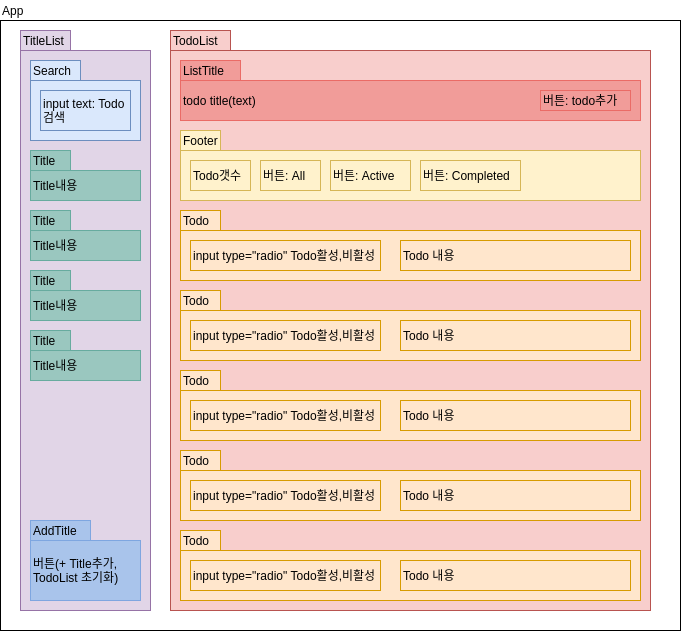 App
TitleList
Search
input text: Todo
검색
Title
Title내용
Title
Title내용
Title
Title내용
Title
Title내용
AddTitle
버튼(+ Title추가,
TodoList 초기화)
TodoList
ListTitle
todo title(text)
버튼: todo추가
Footer
Todo갯수
버튼: All
버튼: Active
버튼: Completed
Todo
input type="radio" Todo활성,비활성
Todo 내용
Todo
input type="radio" Todo활성,비활성
Todo 내용
Todo
input type="radio" Todo활성,비활성
Todo 내용
Todo
input type="radio" Todo활성,비활성
Todo 내용
Todo
input type="radio" Todo활성,비활성
Todo 내용